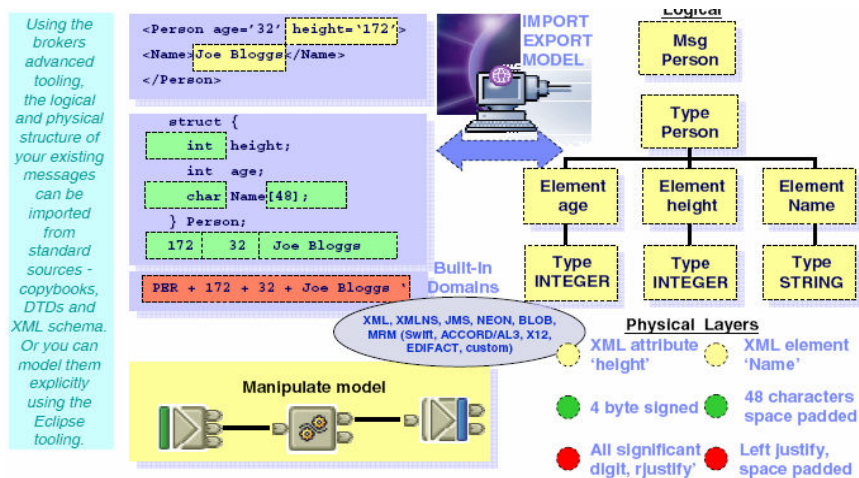 Using the
brokers
advanced
tooling,
the logical
and physical
structure of
your existing
messages
can be
imported
from
standard
sources -
copybooks,
DTDs and
XML schema.
Or you can
model them
explicitly
using the
Eclipse
tooling.
<Person age='32' height='172'>
<Name>Joe Bloggs</Name>
</Person>
struct {
int height;
int age;
char Name[48];
} Person;
172 32 Joe Bloggs
PER + 172 + 32 + Joe Bloggs '
IMPORT
EXPORT
MODEL
Built-In
Domains
XML, XMLNS, JMS, NEON, BLOB,
MRM (Swift, ACCORD/AL3, X12,
EDIFACT, custom)
Manipulate model
Logical
Msg
Person
Type
Person
Element
age
Element
height
Element
Name
Type
INTEGER
Type
INTEGER
Type
STRING
Physical Layers
XML attribute
'height'
XML element
'Name'
4 byte signed
48 characters
space padded
All significant
digit, rjustify'
Left justify,
space padded